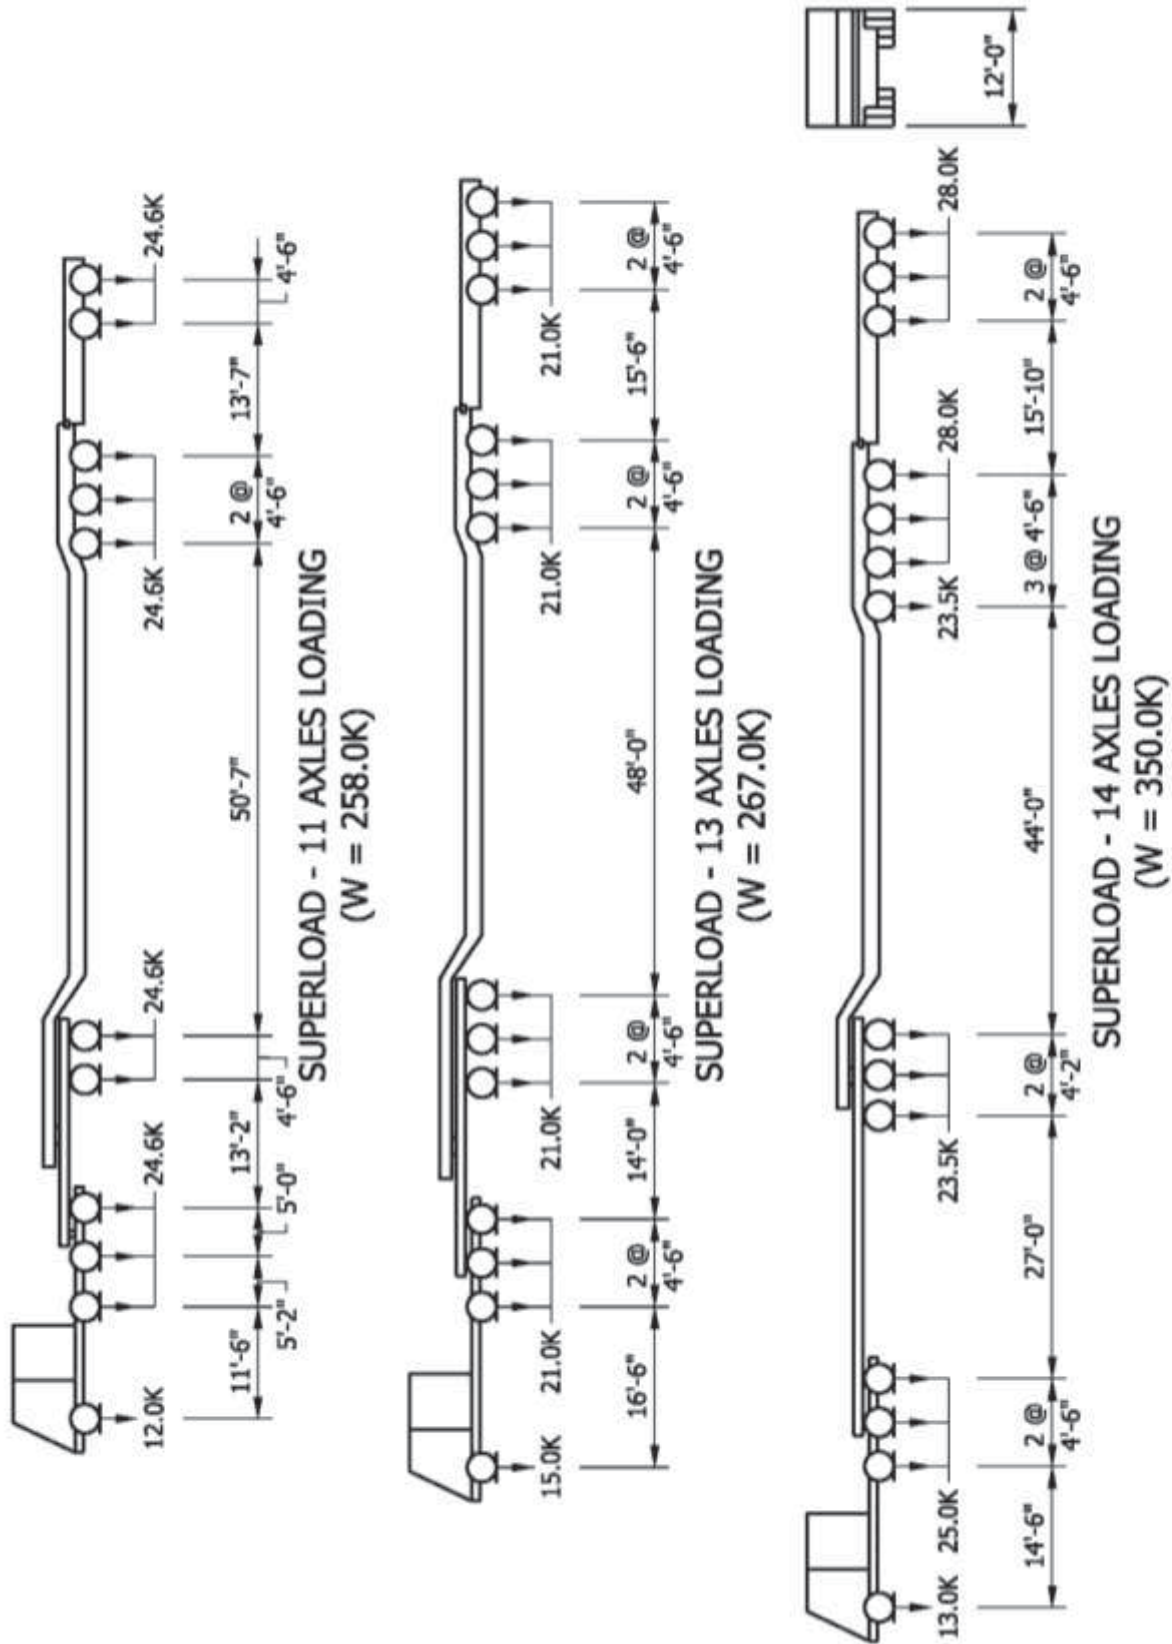 12.0K
24.6K
24.6K
24.6K
24.6K
11'-6"
5'-2"
5'-0"
13'-2"
4'-6"
50'-7"
2 @
4'-6"
13'-7"
4'-6"
SUPERLOAD - 11 AXLES LOADING
(W = 258.0K)
15.0K
21.0K
21.0K
21.0K
21.0K
16'-6"
2 @
4'-6"
14'-0"
2 @
4'-6"
48'-0"
2 @
4'-6"
15'-6"
2 @
4'-6"
SUPERLOAD - 13 AXLES LOADING
(W = 267.0K)
13.0K
25.0K
23.5K
23.5K
28.0K
28.0K
14'-6"
2 @
4'-6"
27'-0"
2 @
4'-2"
44'-0"
3 @ 4'-6"
15'-10"
2 @
4'-6"
12'-0"
SUPERLOAD - 14 AXLES LOADING
(W = 350.0K)